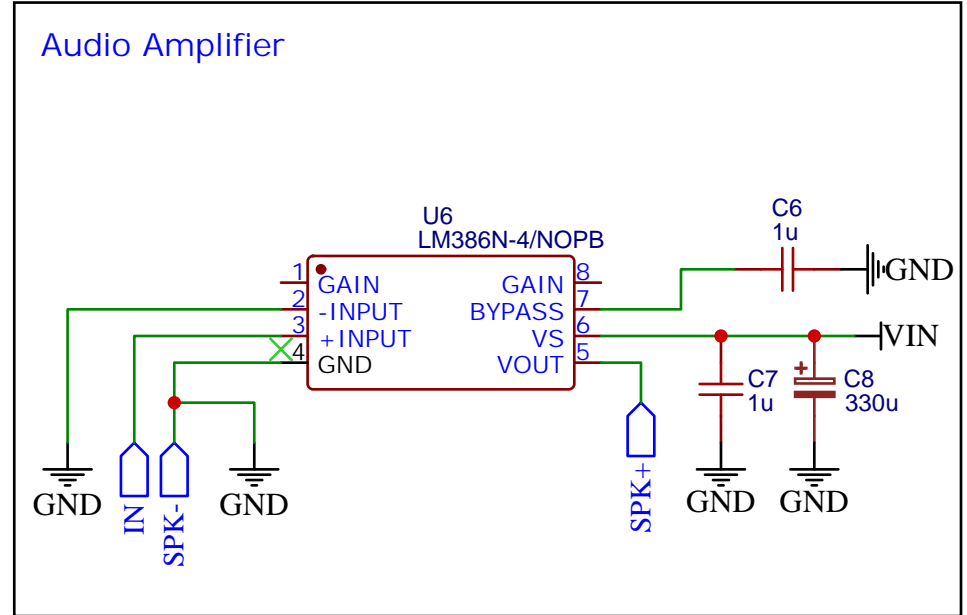 Audio Amplifier
U6
LM386N-4/NOPB
C6
1u
GND
1
GAIN
2
-INPUT
3
+INPUT
4
GND
GAIN
8
BYPASS
7
VS
6
VOUT
5
VIN
C7
1u
+
C8
330u
GND
IN
SPK-
GND
SPK+
GND
GND